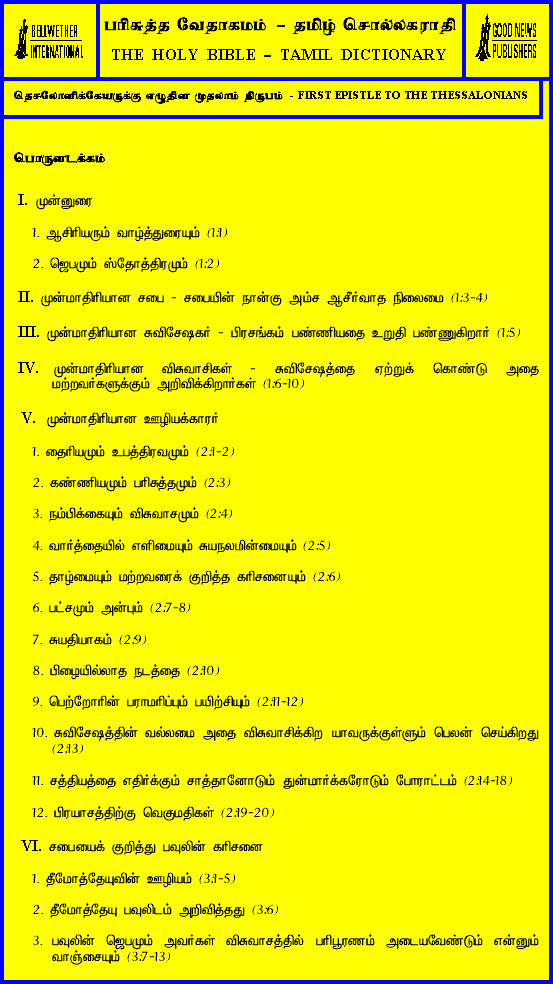 BELLWETHER
INTERNATIONAL
பரிசுத்த வேதாகமம் – தமிழ் சொல்லகராதி
THE HOLY BIBLE – TAMIL DICTIONARY
GOOD NEWS
PUBLISHERS
தெசலோனிக்கேயருக்கு எழுதின முதலாம் நிருபம் - FIRST EPISTLE TO THE THESSALONIANS
பொருளடக்கம்
I. முன்னுரை
1. ஆசிரியரும் வாழ்த்துரையும் (1:1)
2. ஜெபமும் ஸ்தோத்திரமும் (1:2)
II. முன்மாதிரியான சபை - சபையின் நான்கு அம்ச ஆசீர்வாத நிலைமை (1:3-4)
III. முன்மாதிரியான சுவிசேஷகர் - பிரசங்கம் பண்ணியதை உறுதி பண்ணுகிறார் (1:5)
IV. முன்மாதிரியான விசுவாசிகள் - சுவிசேஷத்தை ஏற்றுக் கொண்டு அதை
மற்றவர்களுக்கும் அறிவிக்கிறார்கள் (1:6-10)
V. முன்மாதிரியான ஊழியக்காரர்
1. தைரியமும் உபத்திரவமும் (2:1-2)
2. கண்ணியமும் பரிசுத்தமும் (2:3)
3. நம்பிக்கையும் விசுவாசமும் (2:4)
4. வார்த்தையில் எளிமையும் சுயநலமின்மையும் (2:5)
5. தாழ்மையும் மற்றவரைக் குறித்த கரிசனையும் (2:6)
6. பட்சமும் அன்பும் (2:7-8)
7. சுயதியாகம் (2:9)
8. பிழையில்லாத நடத்தை (2:10)
9. பெற்றோரின் பராமரிப்பும் பயிற்சியும் (2:11-12)
10. சுவிசேஷத்தின் வல்லமை அதை விசுவாசிக்கிற யாவருக்குள்ளும் பெலன் செய்கிறது
(2:13)
11. சத்தியத்தை எதிர்க்கும் சாத்தானோடும் துன்மார்க்கரோடும் போராட்டம் (2:14-18)
12. பிரயாசத்திற்கு வெகுமதிகள் (2:19-20)
VI. சபையைக் குறித்து பவுலின் கரிசனை
1. தீமோத்தேயுவின் ஊழியம் (3:1-5)
2. தீமோத்தேயு பவுலிடம் அறிவித்தது (3:6)
3. பவுலின் ஜெபமும் அவர்கள் விசுவாசத்தில் பரிபூரணம் அடையவேண்டும் என்னும்
வாஞ்சையும் (3:7-13)